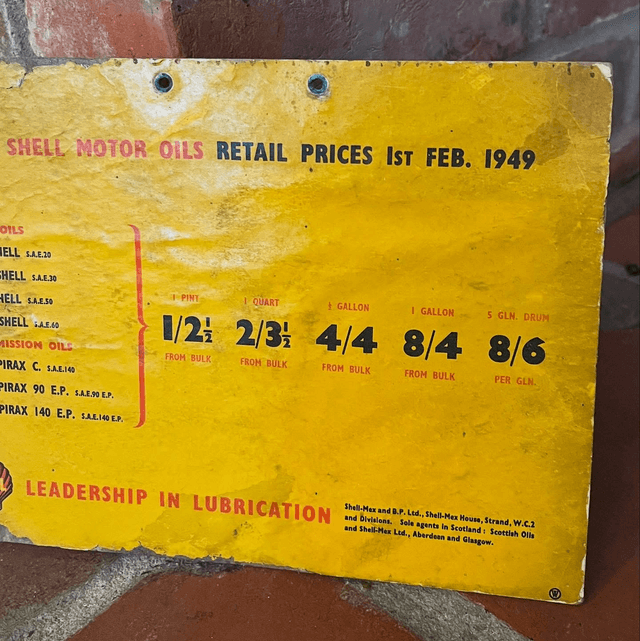 SHELL MOTOR OILS RETAIL PRICES 1ST FEB. 1949
OILS
S.A.E.20
S.A.E.30
S.A.E.50
SHELL S.A.E.60
MISSION OILS
PIRAX C. S.A.E.140
PIRAX 90 E.P. S.A.E.90 E.P.
PIRAX 140 E.P. S.A.E.140 E.P.
1 PINT 1 QUART ½ GALLON 1 GALLON 5 GLN. DRUM
1/2½ 2/3½ 4/4 8/4 8/6
FROM BULK FROM BULK FROM BULK FROM BULK PER GLN.
LEADERSHIP IN LUBRICATION
Shell-Mex and B.P. Ltd., Shell-Mex House, Strand, W.C.2
and Divisions. Sole agents in Scotland : Scottish Oils
and Shell-Mex Ltd., Aberdeen and Glasgow.